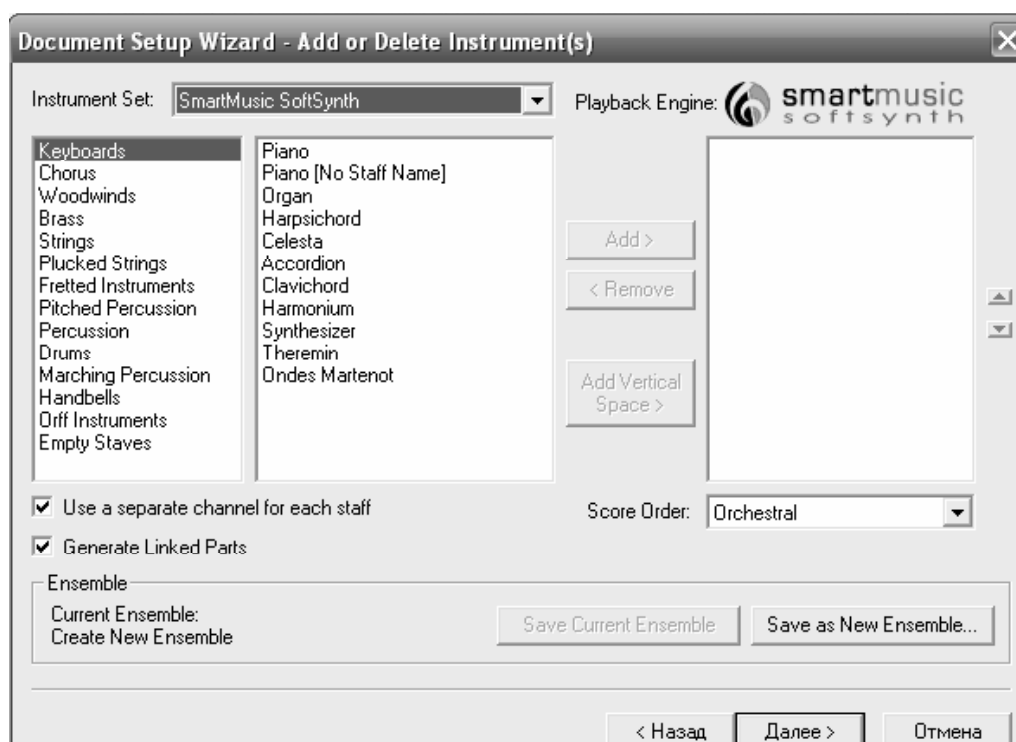 Document Setup Wizard - Add or Delete Instrument(s)
Instrument Set: SmartMusic SoftSynth
Playback Engine: smartmusic
softsynth
Keyboards
Chorus
Woodwinds
Brass
Strings
Plucked Strings
Fretted Instruments
Pitched Percussion
Percussion
Drums
Marching Percussion
Handbells
Orff Instruments
Empty Staves
Piano
Piano [No Staff Name]
Organ
Harpsichord
Celesta
Accordion
Clavichord
Harmonium
Synthesizer
Theremin
Ondes Martenot
Add >
< Remove
Add Vertical
Space >
Use a separate channel for each staff
Score Order: Orchestral
Generate Linked Parts
Ensemble
Current Ensemble:
Create New Ensemble
Save Current Ensemble
Save as New Ensemble...
< Назад
Далее >
Отмена